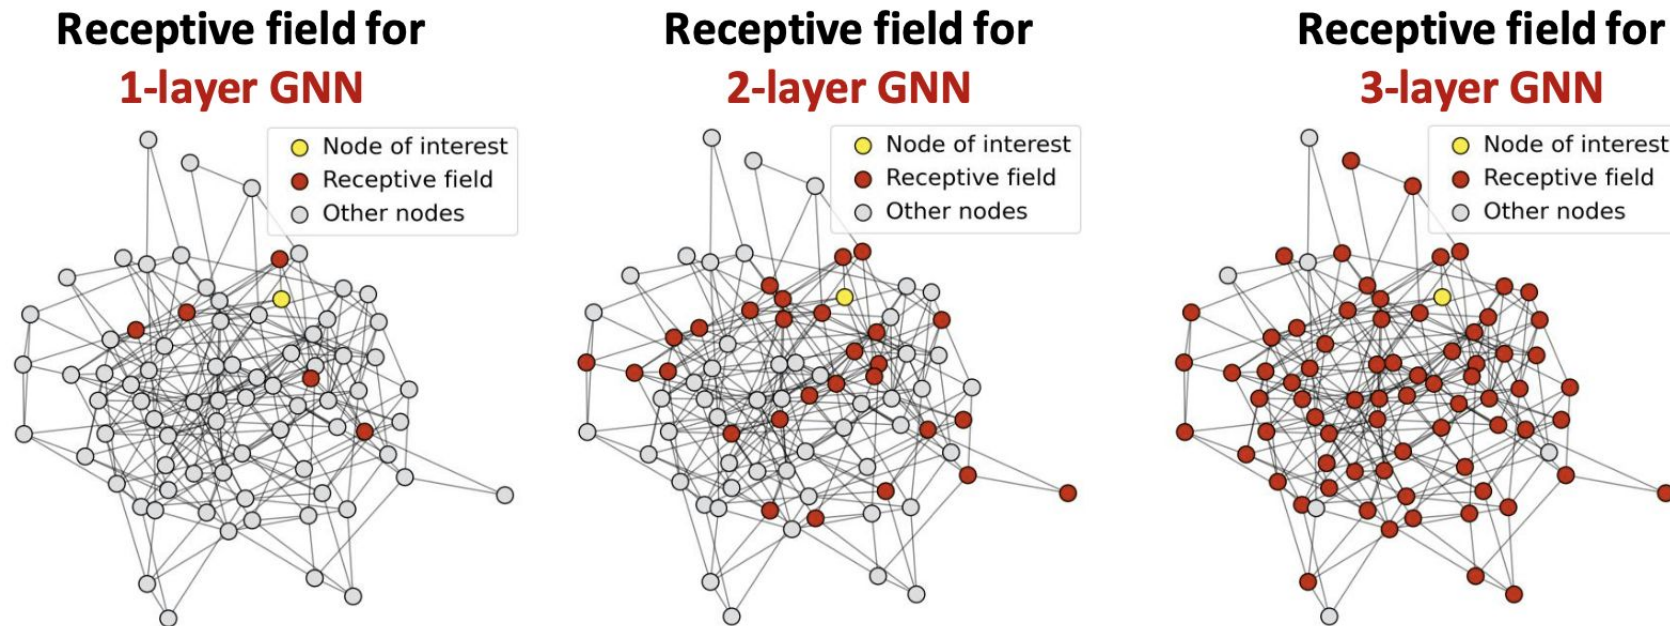 Receptive field for
1-layer GNN
Node of interest
Receptive field
Other nodes
Receptive field for
2-layer GNN
Node of interest
Receptive field
Other nodes
Receptive field for
3-layer GNN
Node of interest
Receptive field
Other nodes